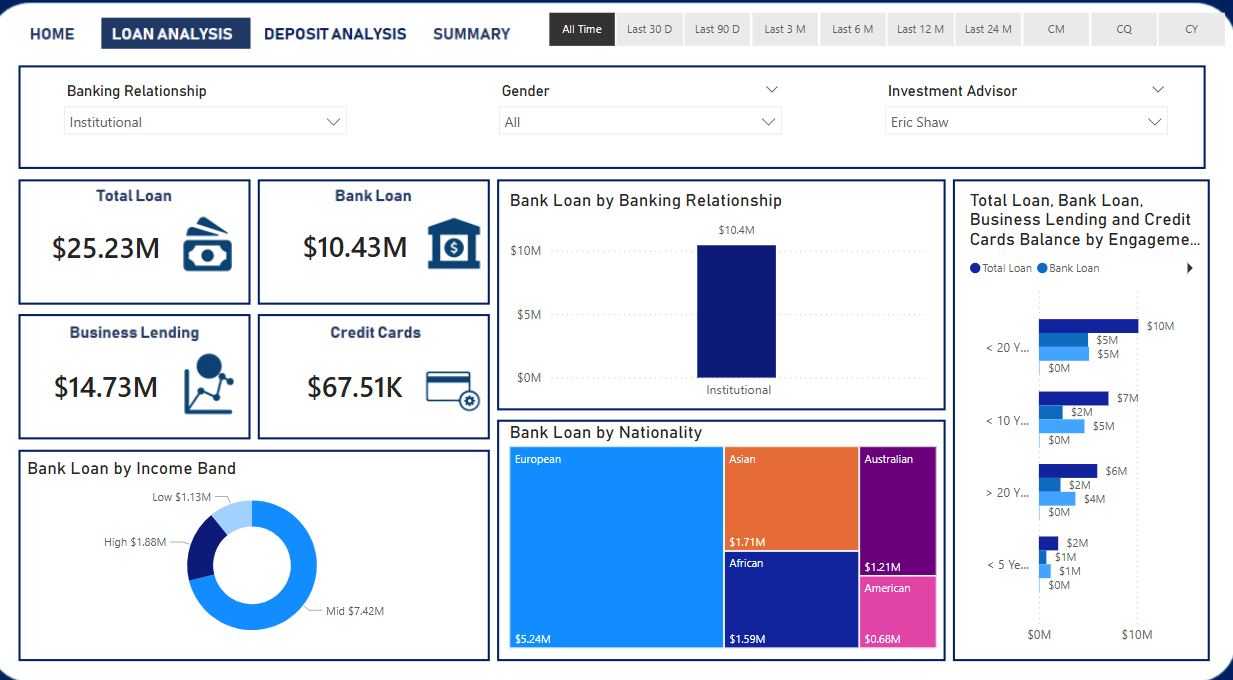 HOME
LOAN ANALYSIS
DEPOSIT ANALYSIS
SUMMARY
All Time
Last 30 D
Last 90 D
Last 3 M
Last 6 M
Last 12 M
Last 24 M
CM
CQ
CY
Banking Relationship
Institutional
Gender
All
Investment Advisor
Eric Shaw
Total Loan
$25.23M
Bank Loan
$10.43M
Business Lending
$14.73M
Credit Cards
$67.51K
Bank Loan by Income Band
Low $1.13M
High $1.88M
Mid $7.42M
Bank Loan by Banking Relationship
$10.4M
$10M
$5M
$0M
Institutional
Bank Loan by Nationality
European
$5.24M
Asian
$1.71M
African
$1.59M
Australian
$1.21M
American
$0.68M
Total Loan, Bank Loan,
Business Lending and Credit
Cards Balance by Engageme...
Total Loan
Bank Loan
< 20 Y...
$10M
$5M
$5M
$0M
< 10 Y...
$7M
$2M
$5M
$0M
> 20 Y...
$6M
$2M
$4M
$0M
< 5 Ye...
$2M
$1M
$1M
$0M
$0M
$10M